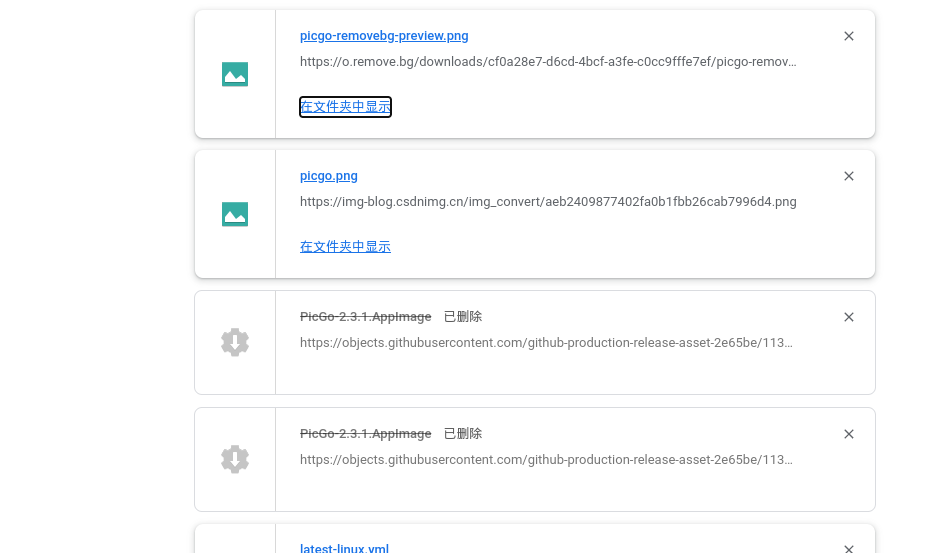 picgo-removebg-preview.png
https://o.remove.bg/downloads/cf0a28e7-d6cd-4bcf-a3fe-c0cc9fffe7ef/picgo-remov…
在文件夹中显示
picgo.png
https://img-blog.csdnimg.cn/img_convert/aeb2409877402fa0b1fbb26cab7996d4.png
在文件夹中显示
PicGo-2.3.1.AppImage 已删除
https://objects.githubusercontent.com/github-production-release-asset-2e65be/113…
PicGo-2.3.1.AppImage 已删除
https://objects.githubusercontent.com/github-production-release-asset-2e65be/113…
latest-linux.yml